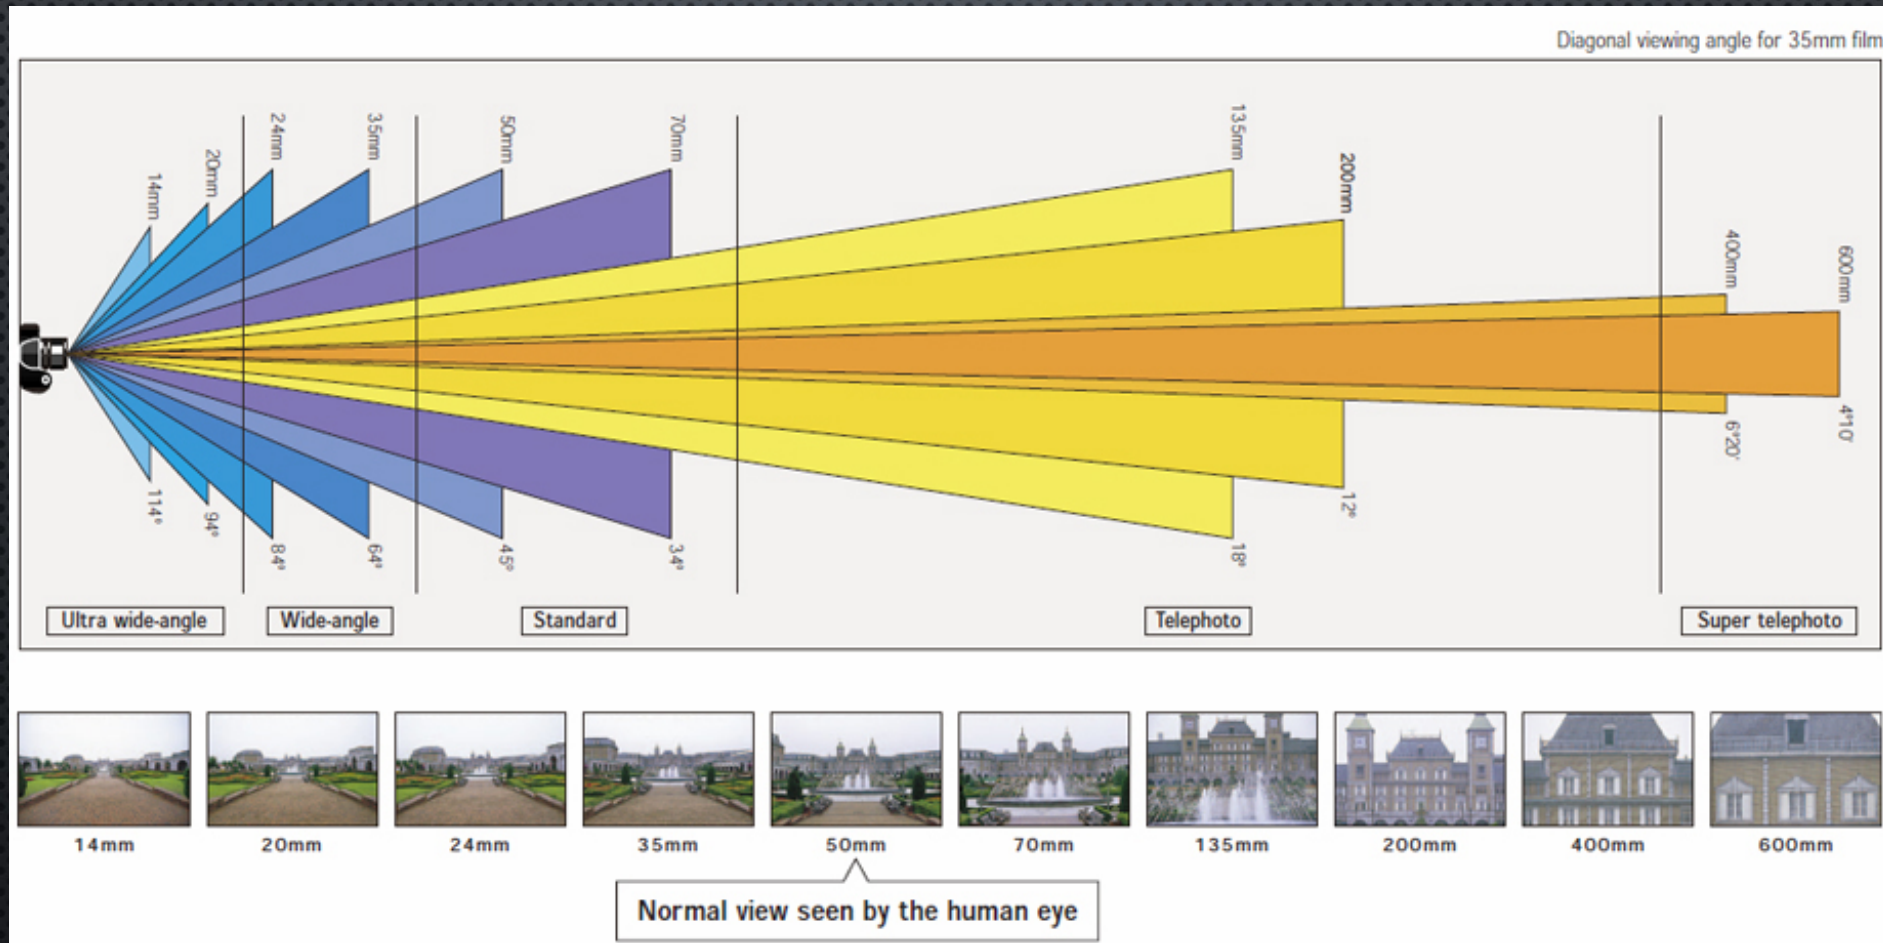 Diagonal viewing angle for 35mm film
14mm
20mm
24mm
35mm
50mm
70mm
135mm
200mm
400mm
600mm
114°
94°
84°
64°
45°
34°
18°
12°
6°20'
4°10'
Ultra wide-angle
Wide-angle
Standard
Telephoto
Super telephoto
14mm
20mm
24mm
35mm
50mm
70mm
135mm
200mm
400mm
600mm
Normal view seen by the human eye